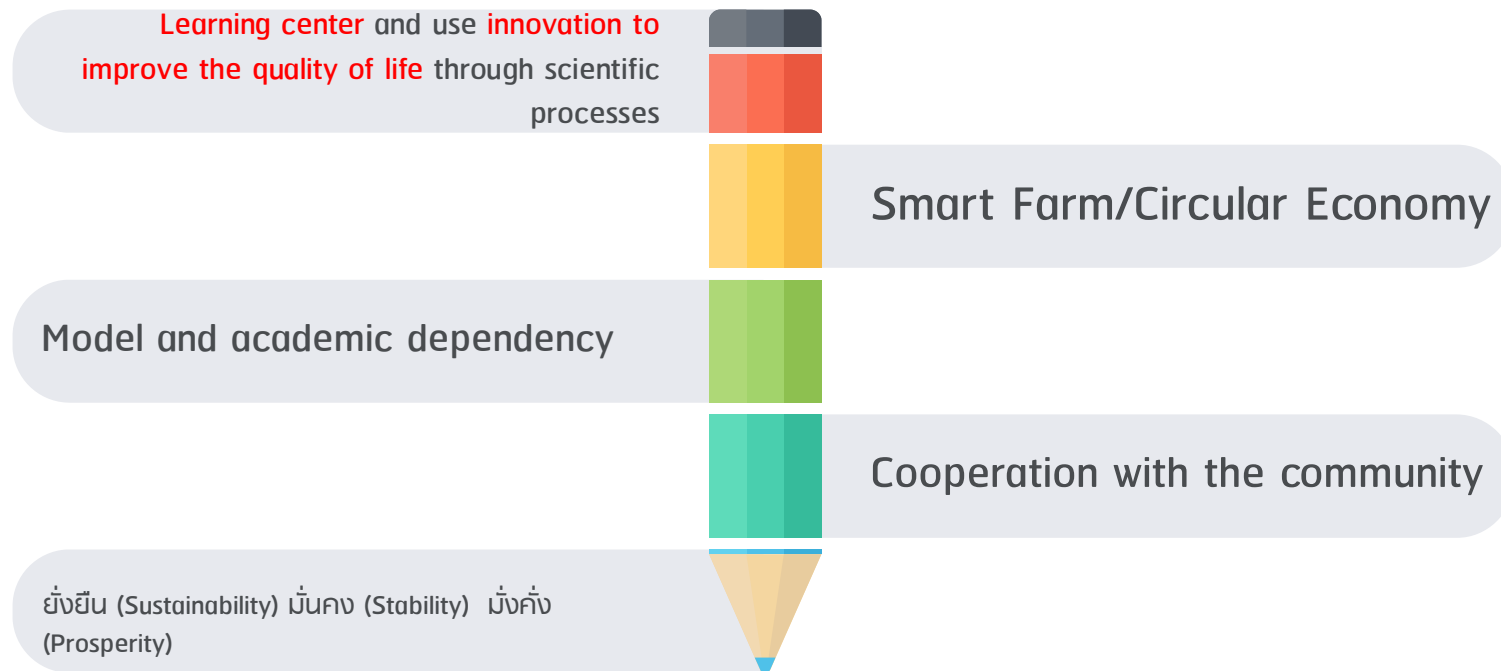 Learning center and use innovation to
improve the quality of life through scientific
processes
Smart Farm/Circular Economy
Model and academic dependency
Cooperation with the community
ยั่งยืน (Sustainability) มั่นคง (Stability) มั่งคั่ง
(Prosperity)